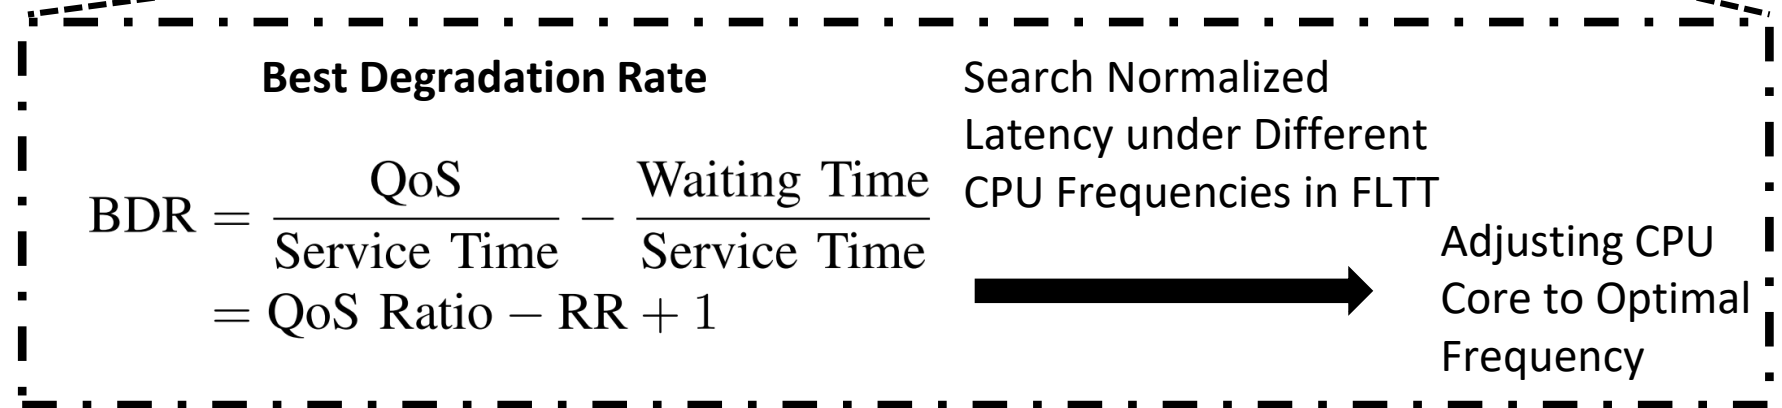 Best Degradation Rate
BDR = QoS / Service Time − Waiting Time / Service Time
= QoS Ratio − RR + 1
Search Normalized
Latency under Different
CPU Frequencies in FLTT
Adjusting CPU
Core to Optimal
Frequency